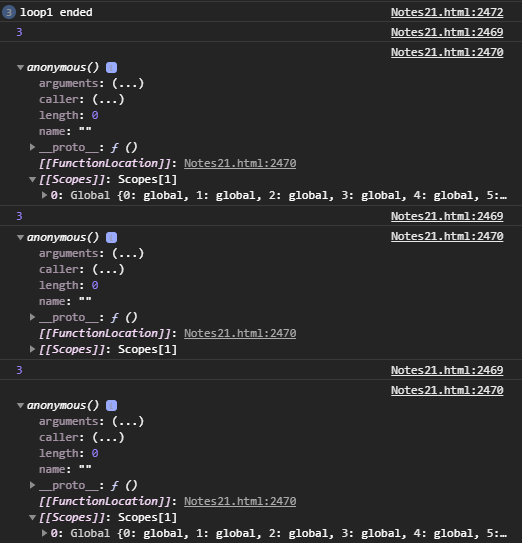 3 loop1 ended Notes21.html:2472
3 Notes21.html:2469
Notes21.html:2470
anonymous() i
arguments: (...)
caller: (...)
length: 0
name: ""
__proto__: ƒ ()
[[FunctionLocation]]: Notes21.html:2470
[[Scopes]]: Scopes[1]
0: Global {0: global, 1: global, 2: global, 3: global, 4: global, 5:…
3 Notes21.html:2469
Notes21.html:2470
anonymous()
arguments: (...)
caller: (...)
length: 0
name: ""
__proto__: ƒ ()
[[FunctionLocation]]: Notes21.html:2470
[[Scopes]]: Scopes[1]
3 Notes21.html:2469
Notes21.html:2470
anonymous()
arguments: (...)
caller: (...)
length: 0
name: ""
__proto__: ƒ ()
[[FunctionLocation]]: Notes21.html:2470
[[Scopes]]: Scopes[1]
0: Global {0: global, 1: global, 2: global, 3: global, 4: global, 5:…